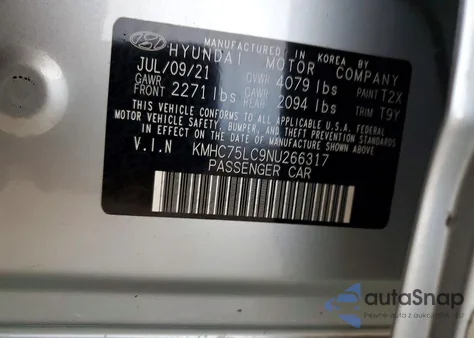 MANUFACTURED IN KOREA BY
HYUNDAI MOTOR COMPANY
JUL/09/21 GVWR 4079 lbs PAINT T2X
GAWR FRONT 2271 lbs GAWR REAR 2094 lbs TRIM T9Y
THIS VEHICLE CONFORMS TO ALL APPLICABLE U.S.A. FEDERAL
MOTOR VEHICLE SAFETY, BUMPER, AND THEFT PREVENTION
STANDARDS IN EFFECT ON THE DATE OF MANUFACTURE SHOWN ABOVE.
V.I.N KMHC75LC9NU266317
PASSENGER CAR
autoSnap